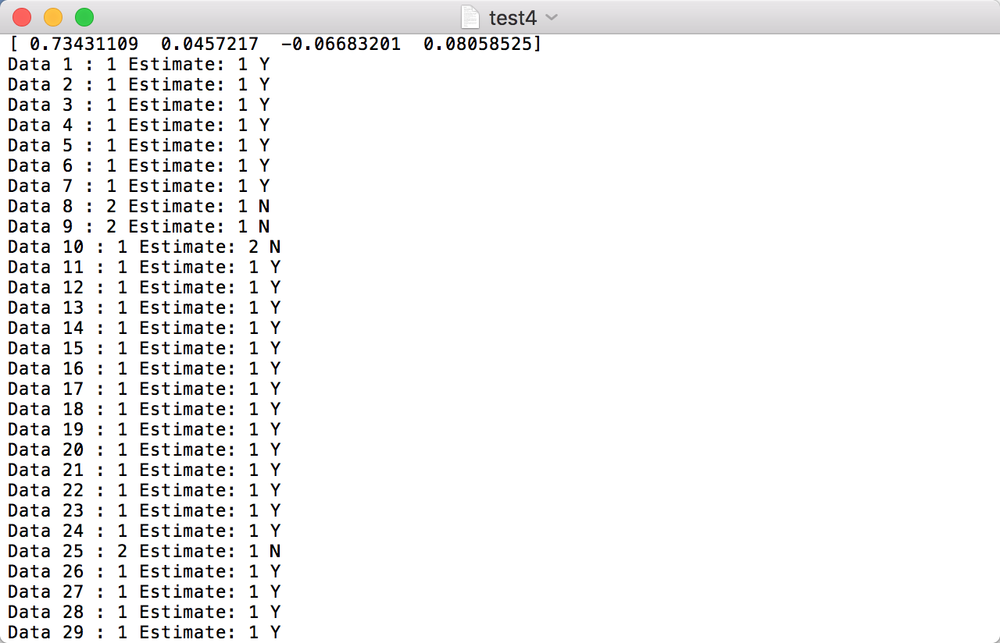 test4
[ 0.73431109  0.0457217  -0.06683201  0.08058525]
Data 1 : 1 Estimate: 1 Y
Data 2 : 1 Estimate: 1 Y
Data 3 : 1 Estimate: 1 Y
Data 4 : 1 Estimate: 1 Y
Data 5 : 1 Estimate: 1 Y
Data 6 : 1 Estimate: 1 Y
Data 7 : 1 Estimate: 1 Y
Data 8 : 2 Estimate: 1 N
Data 9 : 2 Estimate: 1 N
Data 10 : 1 Estimate: 2 N
Data 11 : 1 Estimate: 1 Y
Data 12 : 1 Estimate: 1 Y
Data 13 : 1 Estimate: 1 Y
Data 14 : 1 Estimate: 1 Y
Data 15 : 1 Estimate: 1 Y
Data 16 : 1 Estimate: 1 Y
Data 17 : 1 Estimate: 1 Y
Data 18 : 1 Estimate: 1 Y
Data 19 : 1 Estimate: 1 Y
Data 20 : 1 Estimate: 1 Y
Data 21 : 1 Estimate: 1 Y
Data 22 : 1 Estimate: 1 Y
Data 23 : 1 Estimate: 1 Y
Data 24 : 1 Estimate: 1 Y
Data 25 : 2 Estimate: 1 N
Data 26 : 1 Estimate: 1 Y
Data 27 : 1 Estimate: 1 Y
Data 28 : 1 Estimate: 1 Y
Data 29 : 1 Estimate: 1 Y